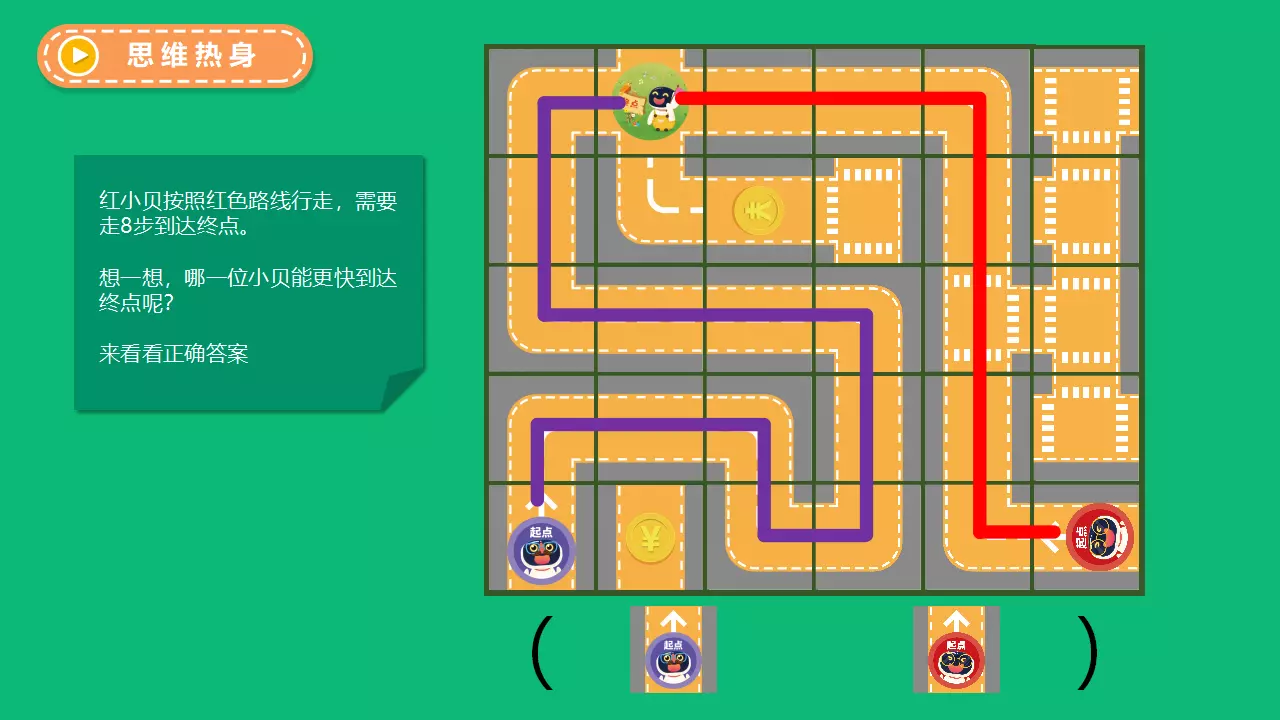 思维热身
红小贝按照红色路线行走，需要
走8步到达终点。
想一想，哪一位小贝能更快到达
终点呢?
来看看正确答案
终点
¥
¥
起点
起点
(
起点
起点
)